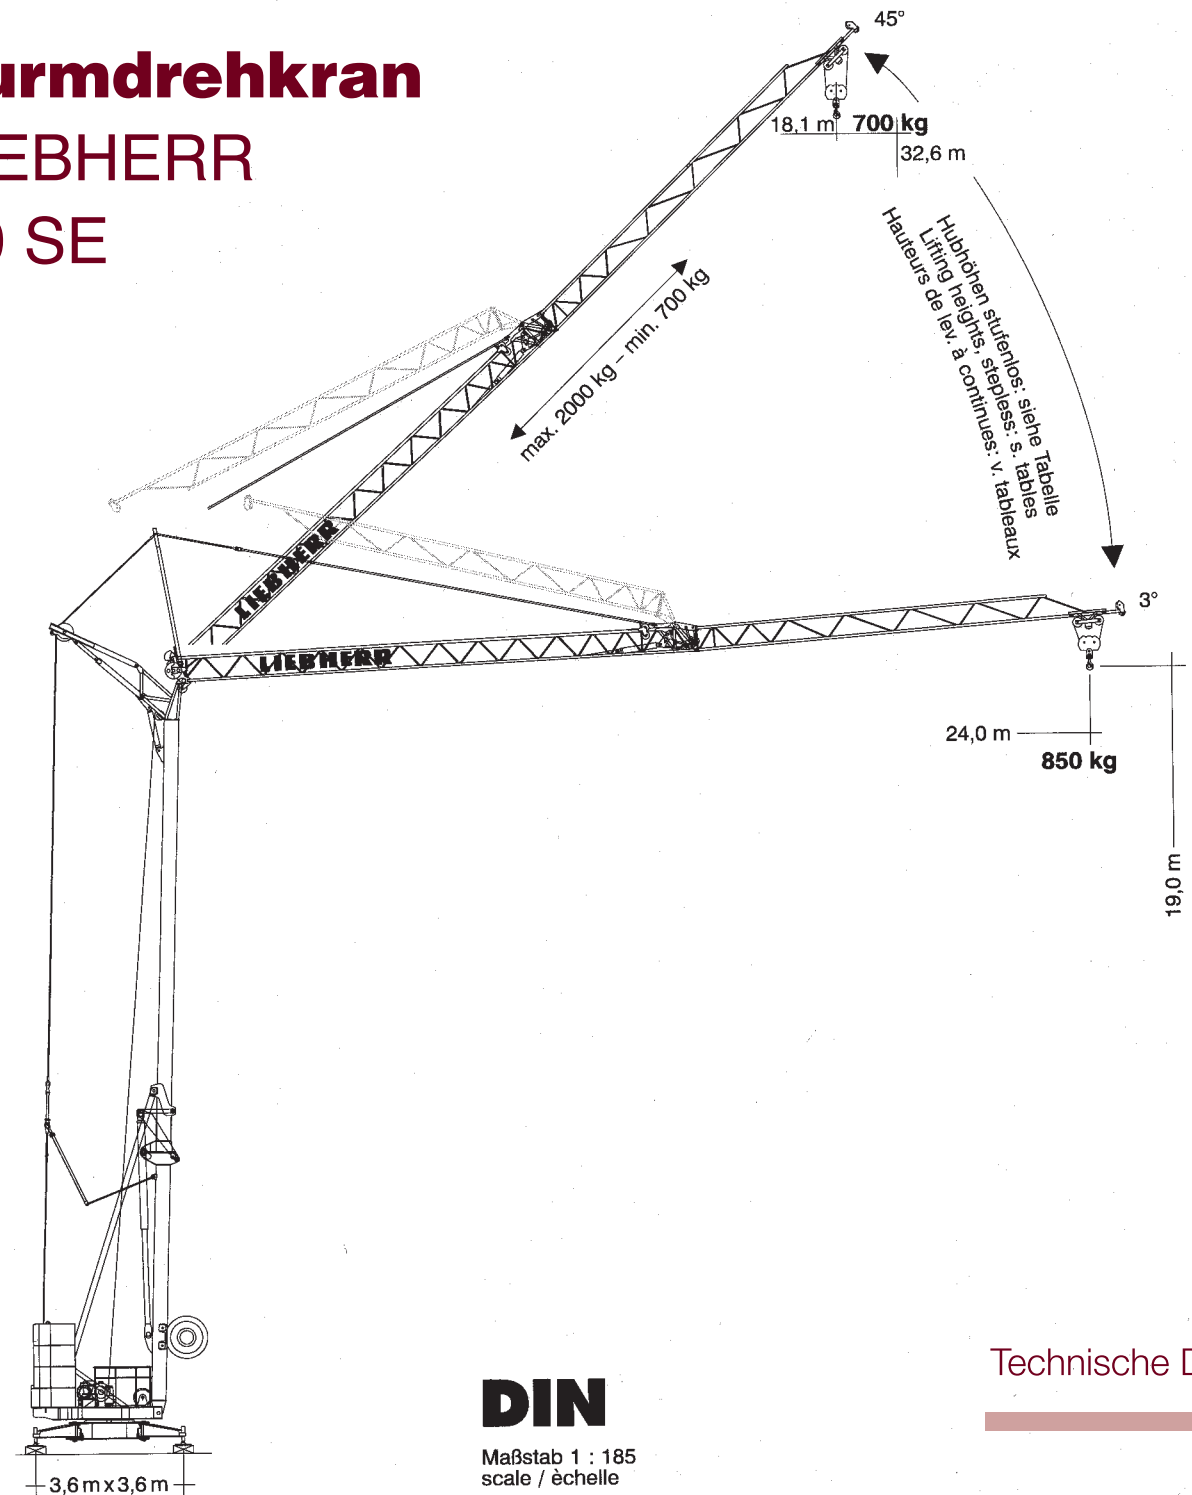 urmdrehkran
EBHERR
SE
45°
18,1 m 700 kg
32,6 m
Hubhöhen stufenlos: siehe Tabelle
Lifting heights, stepless: s. tables
Hauteurs de lev. à continues: v. tableaux
max. 2000 kg – min. 700 kg
LIEBHERR
3°
LIEBHERR
24,0 m
850 kg
19,0 m
Technische D
DIN
Maßstab 1 : 185
scale / èchelle
3,6 m x 3,6 m